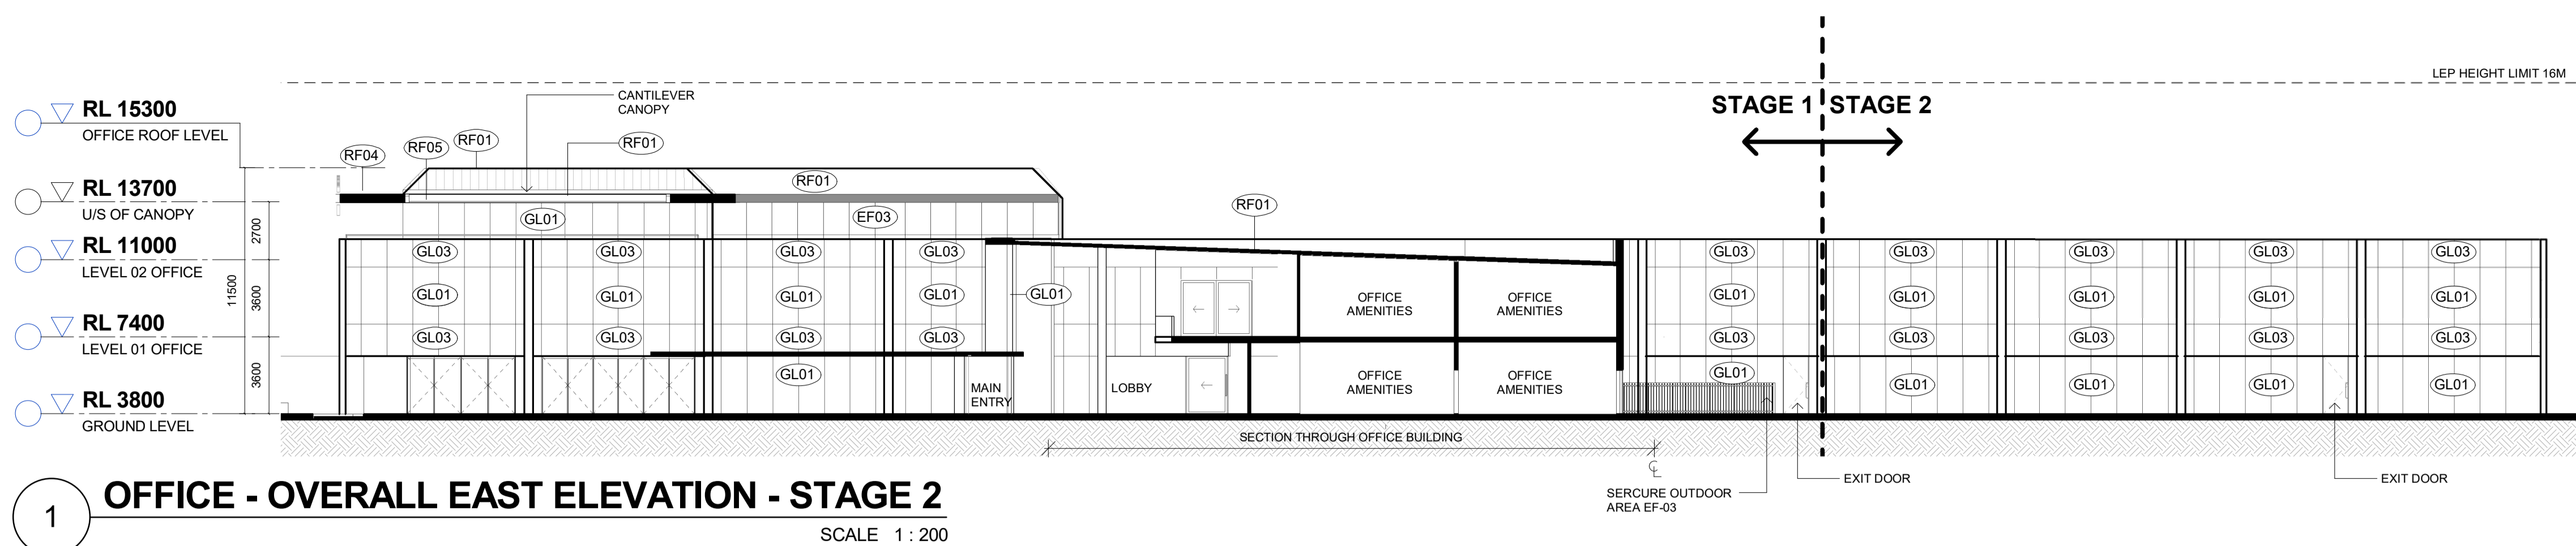 LEP HEIGHT LIMIT 16M
STAGE 1 STAGE 2
CANTILEVER
CANOPY
RL 15300
OFFICE ROOF LEVEL
RF04
RF05
RF01
RF01
RF01
RL 13700
U/S OF CANOPY
GL01
EF03
RF01
2700
RL 11000
LEVEL 02 OFFICE
GL03
GL03
GL03
GL03
GL03
GL03
GL03
GL03
GL03
11500
3600
GL01
GL01
GL01
GL01
GL01
OFFICE
AMENITIES
OFFICE
AMENITIES
GL01
GL01
GL01
GL01
GL01
RL 7400
LEVEL 01 OFFICE
GL03
GL03
GL03
GL03
GL03
GL03
GL03
GL03
GL03
3600
GL01
MAIN
ENTRY
LOBBY
OFFICE
AMENITIES
OFFICE
AMENITIES
GL01
GL01
GL01
GL01
GL01
RL 3800
GROUND LEVEL
SECTION THROUGH OFFICE BUILDING
CL
SERCURE OUTDOOR
AREA EF-03
EXIT DOOR
EXIT DOOR
1
OFFICE - OVERALL EAST ELEVATION - STAGE 2
SCALE 1 : 200